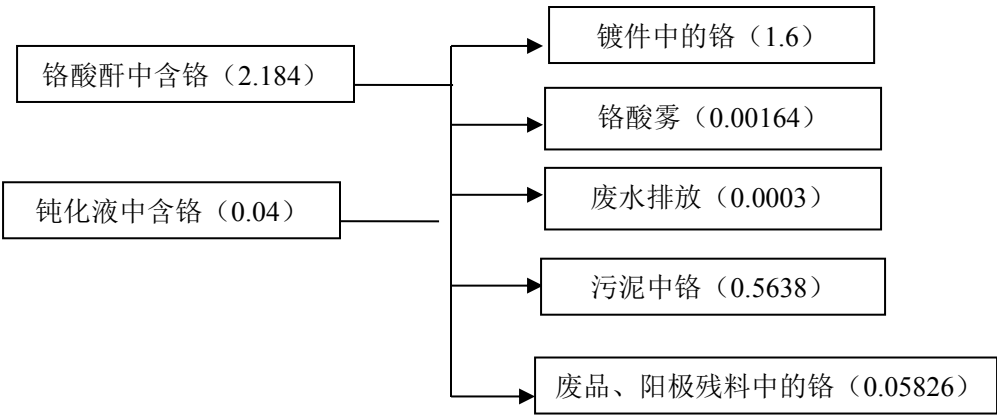 镀件中的铬（1.6）
铬酸酐中含铬（2.184）
铬酸雾（0.00164）
钝化液中含铬（0.04）
废水排放（0.0003）
污泥中铬（0.5638）
废品、阳极残料中的铬（0.05826）